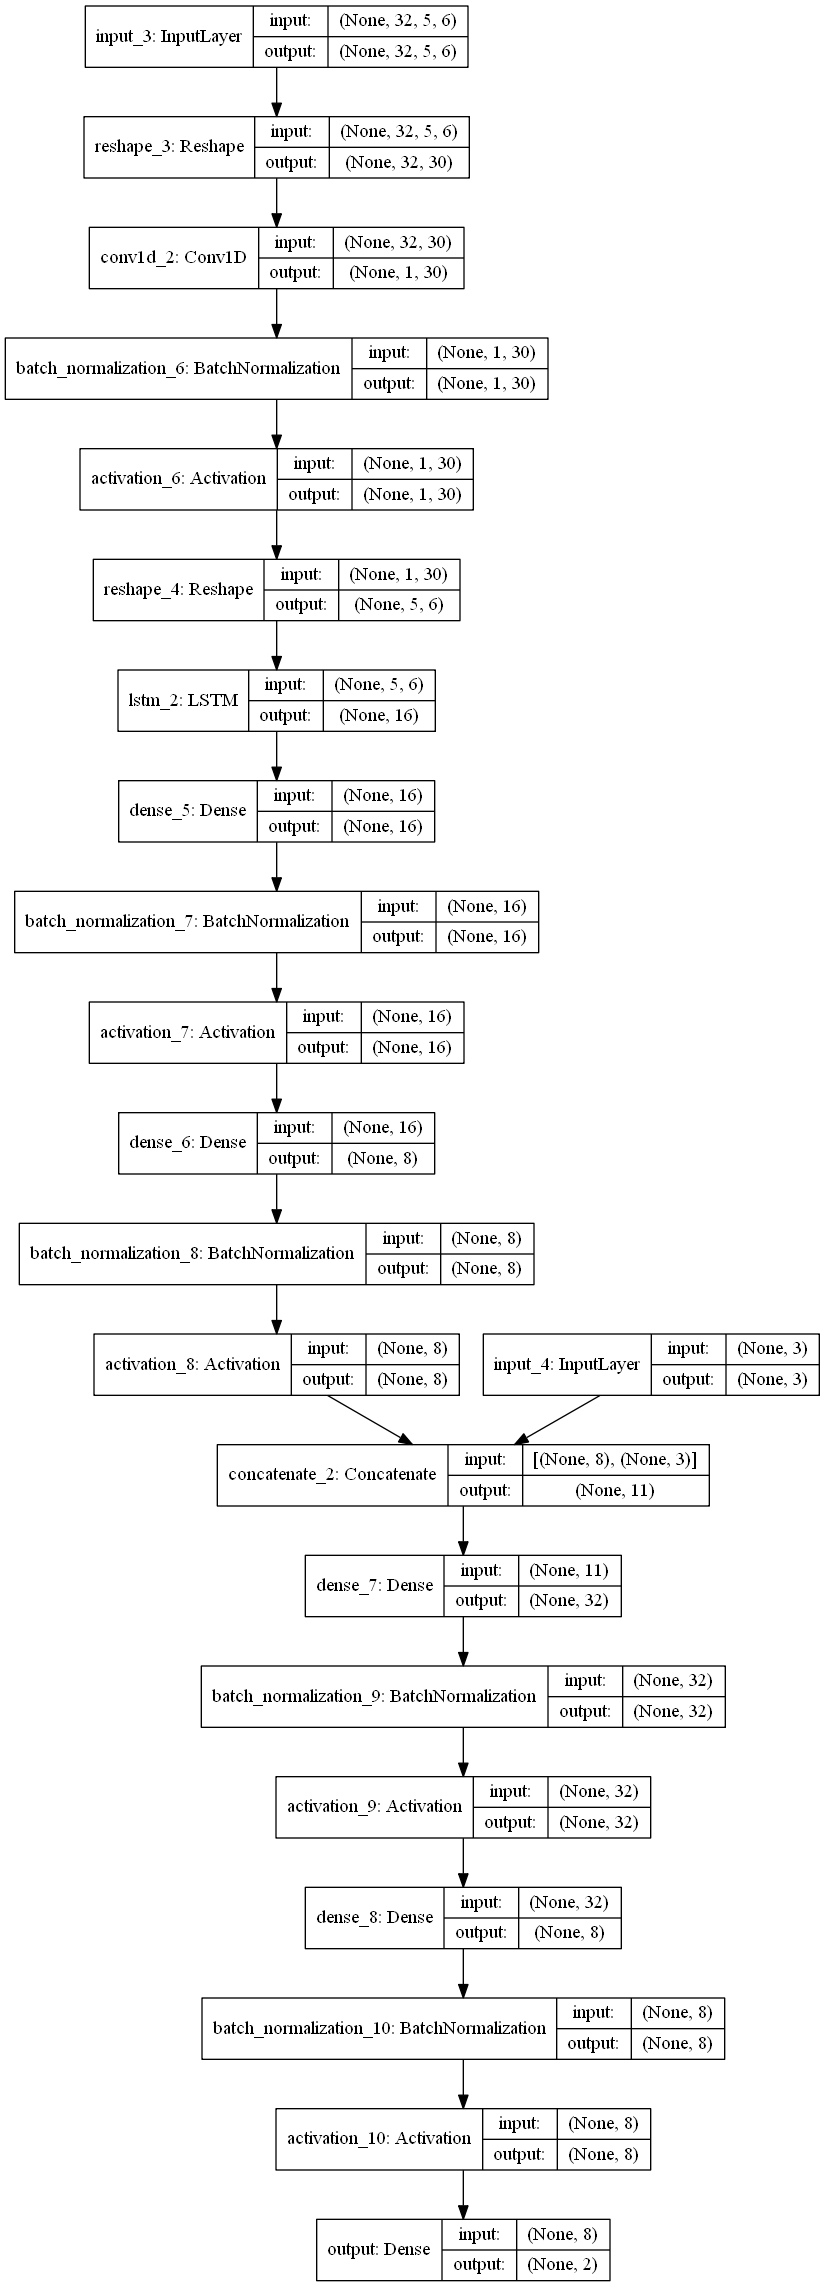 input_3: InputLayer
input: (None, 32, 5, 6)
output: (None, 32, 5, 6)
reshape_3: Reshape
input: (None, 32, 5, 6)
output: (None, 32, 30)
conv1d_2: Conv1D
input: (None, 32, 30)
output: (None, 1, 30)
batch_normalization_6: BatchNormalization
input: (None, 1, 30)
output: (None, 1, 30)
activation_6: Activation
input: (None, 1, 30)
output: (None, 1, 30)
reshape_4: Reshape
input: (None, 1, 30)
output: (None, 5, 6)
lstm_2: LSTM
input: (None, 5, 6)
output: (None, 16)
dense_5: Dense
input: (None, 16)
output: (None, 16)
batch_normalization_7: BatchNormalization
input: (None, 16)
output: (None, 16)
activation_7: Activation
input: (None, 16)
output: (None, 16)
dense_6: Dense
input: (None, 16)
output: (None, 8)
batch_normalization_8: BatchNormalization
input: (None, 8)
output: (None, 8)
activation_8: Activation
input: (None, 8)
output: (None, 8)
input_4: InputLayer
input: (None, 3)
output: (None, 3)
concatenate_2: Concatenate
input: [(None, 8), (None, 3)]
output: (None, 11)
dense_7: Dense
input: (None, 11)
output: (None, 32)
batch_normalization_9: BatchNormalization
input: (None, 32)
output: (None, 32)
activation_9: Activation
input: (None, 32)
output: (None, 32)
dense_8: Dense
input: (None, 32)
output: (None, 8)
batch_normalization_10: BatchNormalization
input: (None, 8)
output: (None, 8)
activation_10: Activation
input: (None, 8)
output: (None, 8)
output: Dense
input: (None, 8)
output: (None, 2)